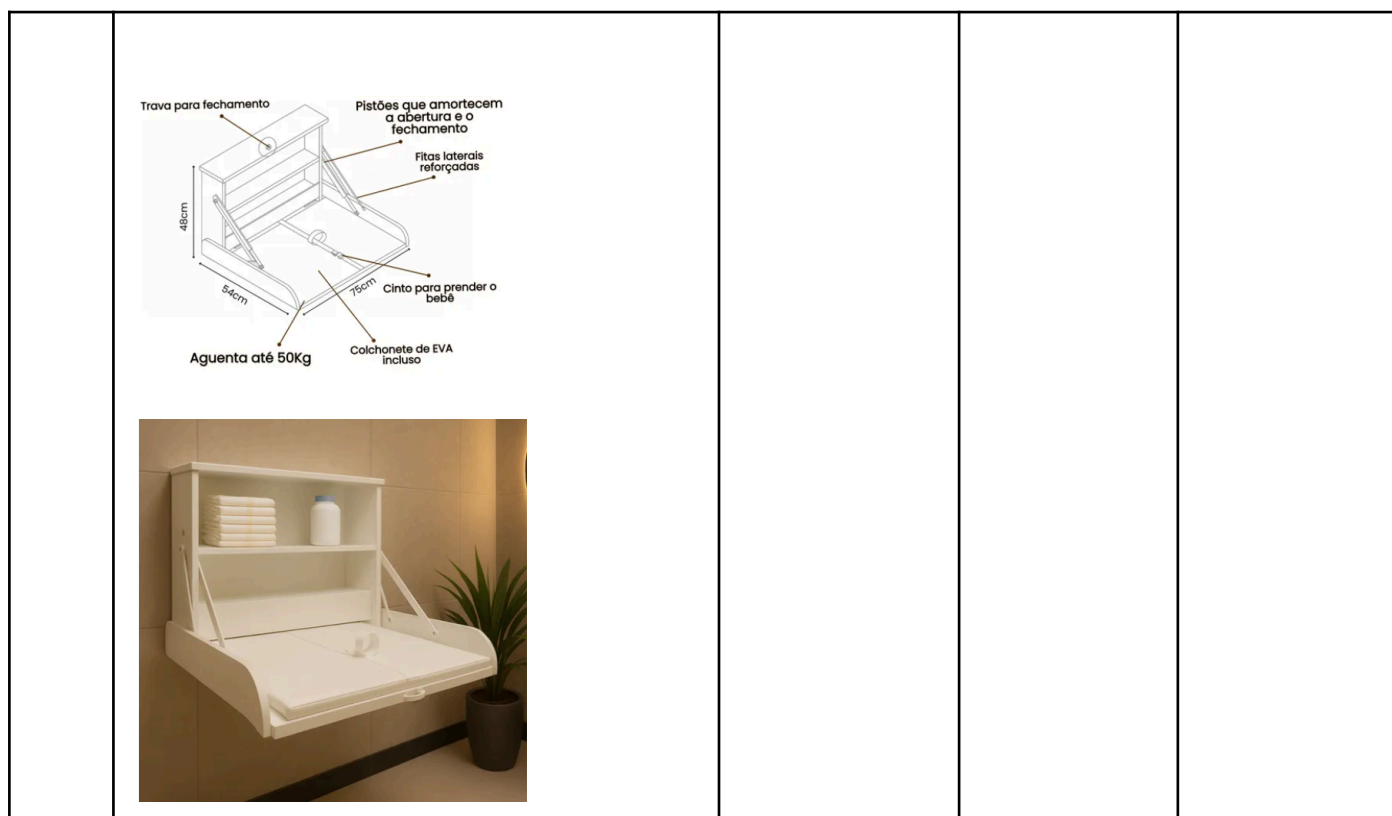 Trava para fechamento
Pistões que amortecem
a abertura e o
fechamento
Fitas laterais
reforçadas
48cm
54cm
75cm
Cinto para prender o
bebê
Aguenta até 50Kg
Colchonete de EVA
incluso